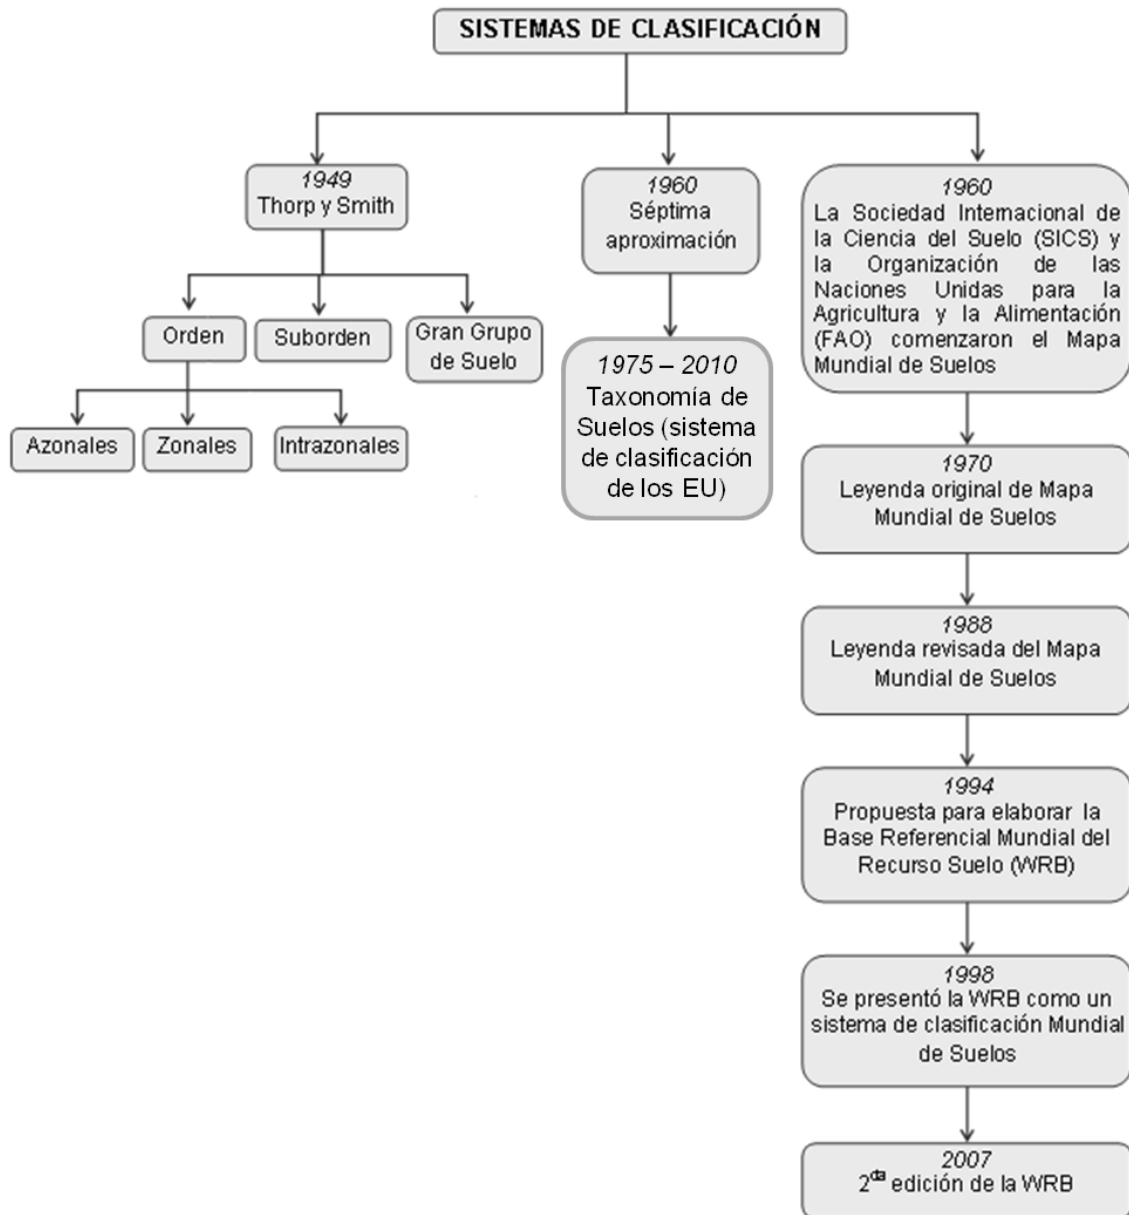 SISTEMAS DE CLASIFICACIÓN
1949
Thorp y Smith
Orden
Suborden
Gran Grupo
de Suelo
Azonales
Zonales
Intrazonales
1960
Séptima
aproximación
1975 – 2010
Taxonomía de
Suelos (sistema
de clasificación
de los EU)
1960
La Sociedad Internacional de
la Ciencia del Suelo (SICS) y
la Organización de las
Naciones Unidas para la
Agricultura y la Alimentación
(FAO) comenzaron el Mapa
Mundial de Suelos
1970
Leyenda original de Mapa
Mundial de Suelos
1988
Leyenda revisada del Mapa
Mundial de Suelos
1994
Propuesta para elaborar la
Base Referencial Mundial del
Recurso Suelo (WRB)
1998
Se presentó la WRB como un
sistema de clasificación Mundial
de Suelos
2007
2da edición de la WRB